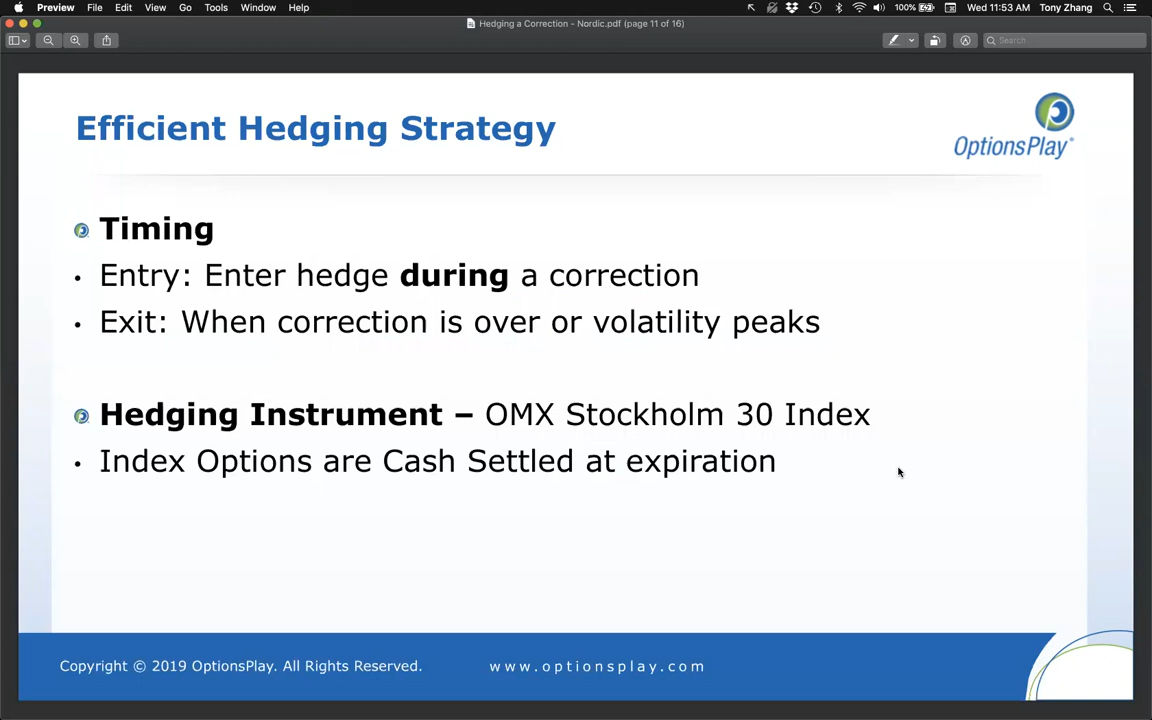 Preview File Edit View Go Tools Window Help 100% Wed 11:53 AM Tony Zhang
Hedging a Correction - Nordic.pdf (page 11 of 16)
Search
Efficient Hedging Strategy
OptionsPlay
Timing
• Entry: Enter hedge during a correction
• Exit: When correction is over or volatility peaks
Hedging Instrument – OMX Stockholm 30 Index
• Index Options are Cash Settled at expiration
Copyright © 2019 OptionsPlay. All Rights Reserved. www.optionsplay.com